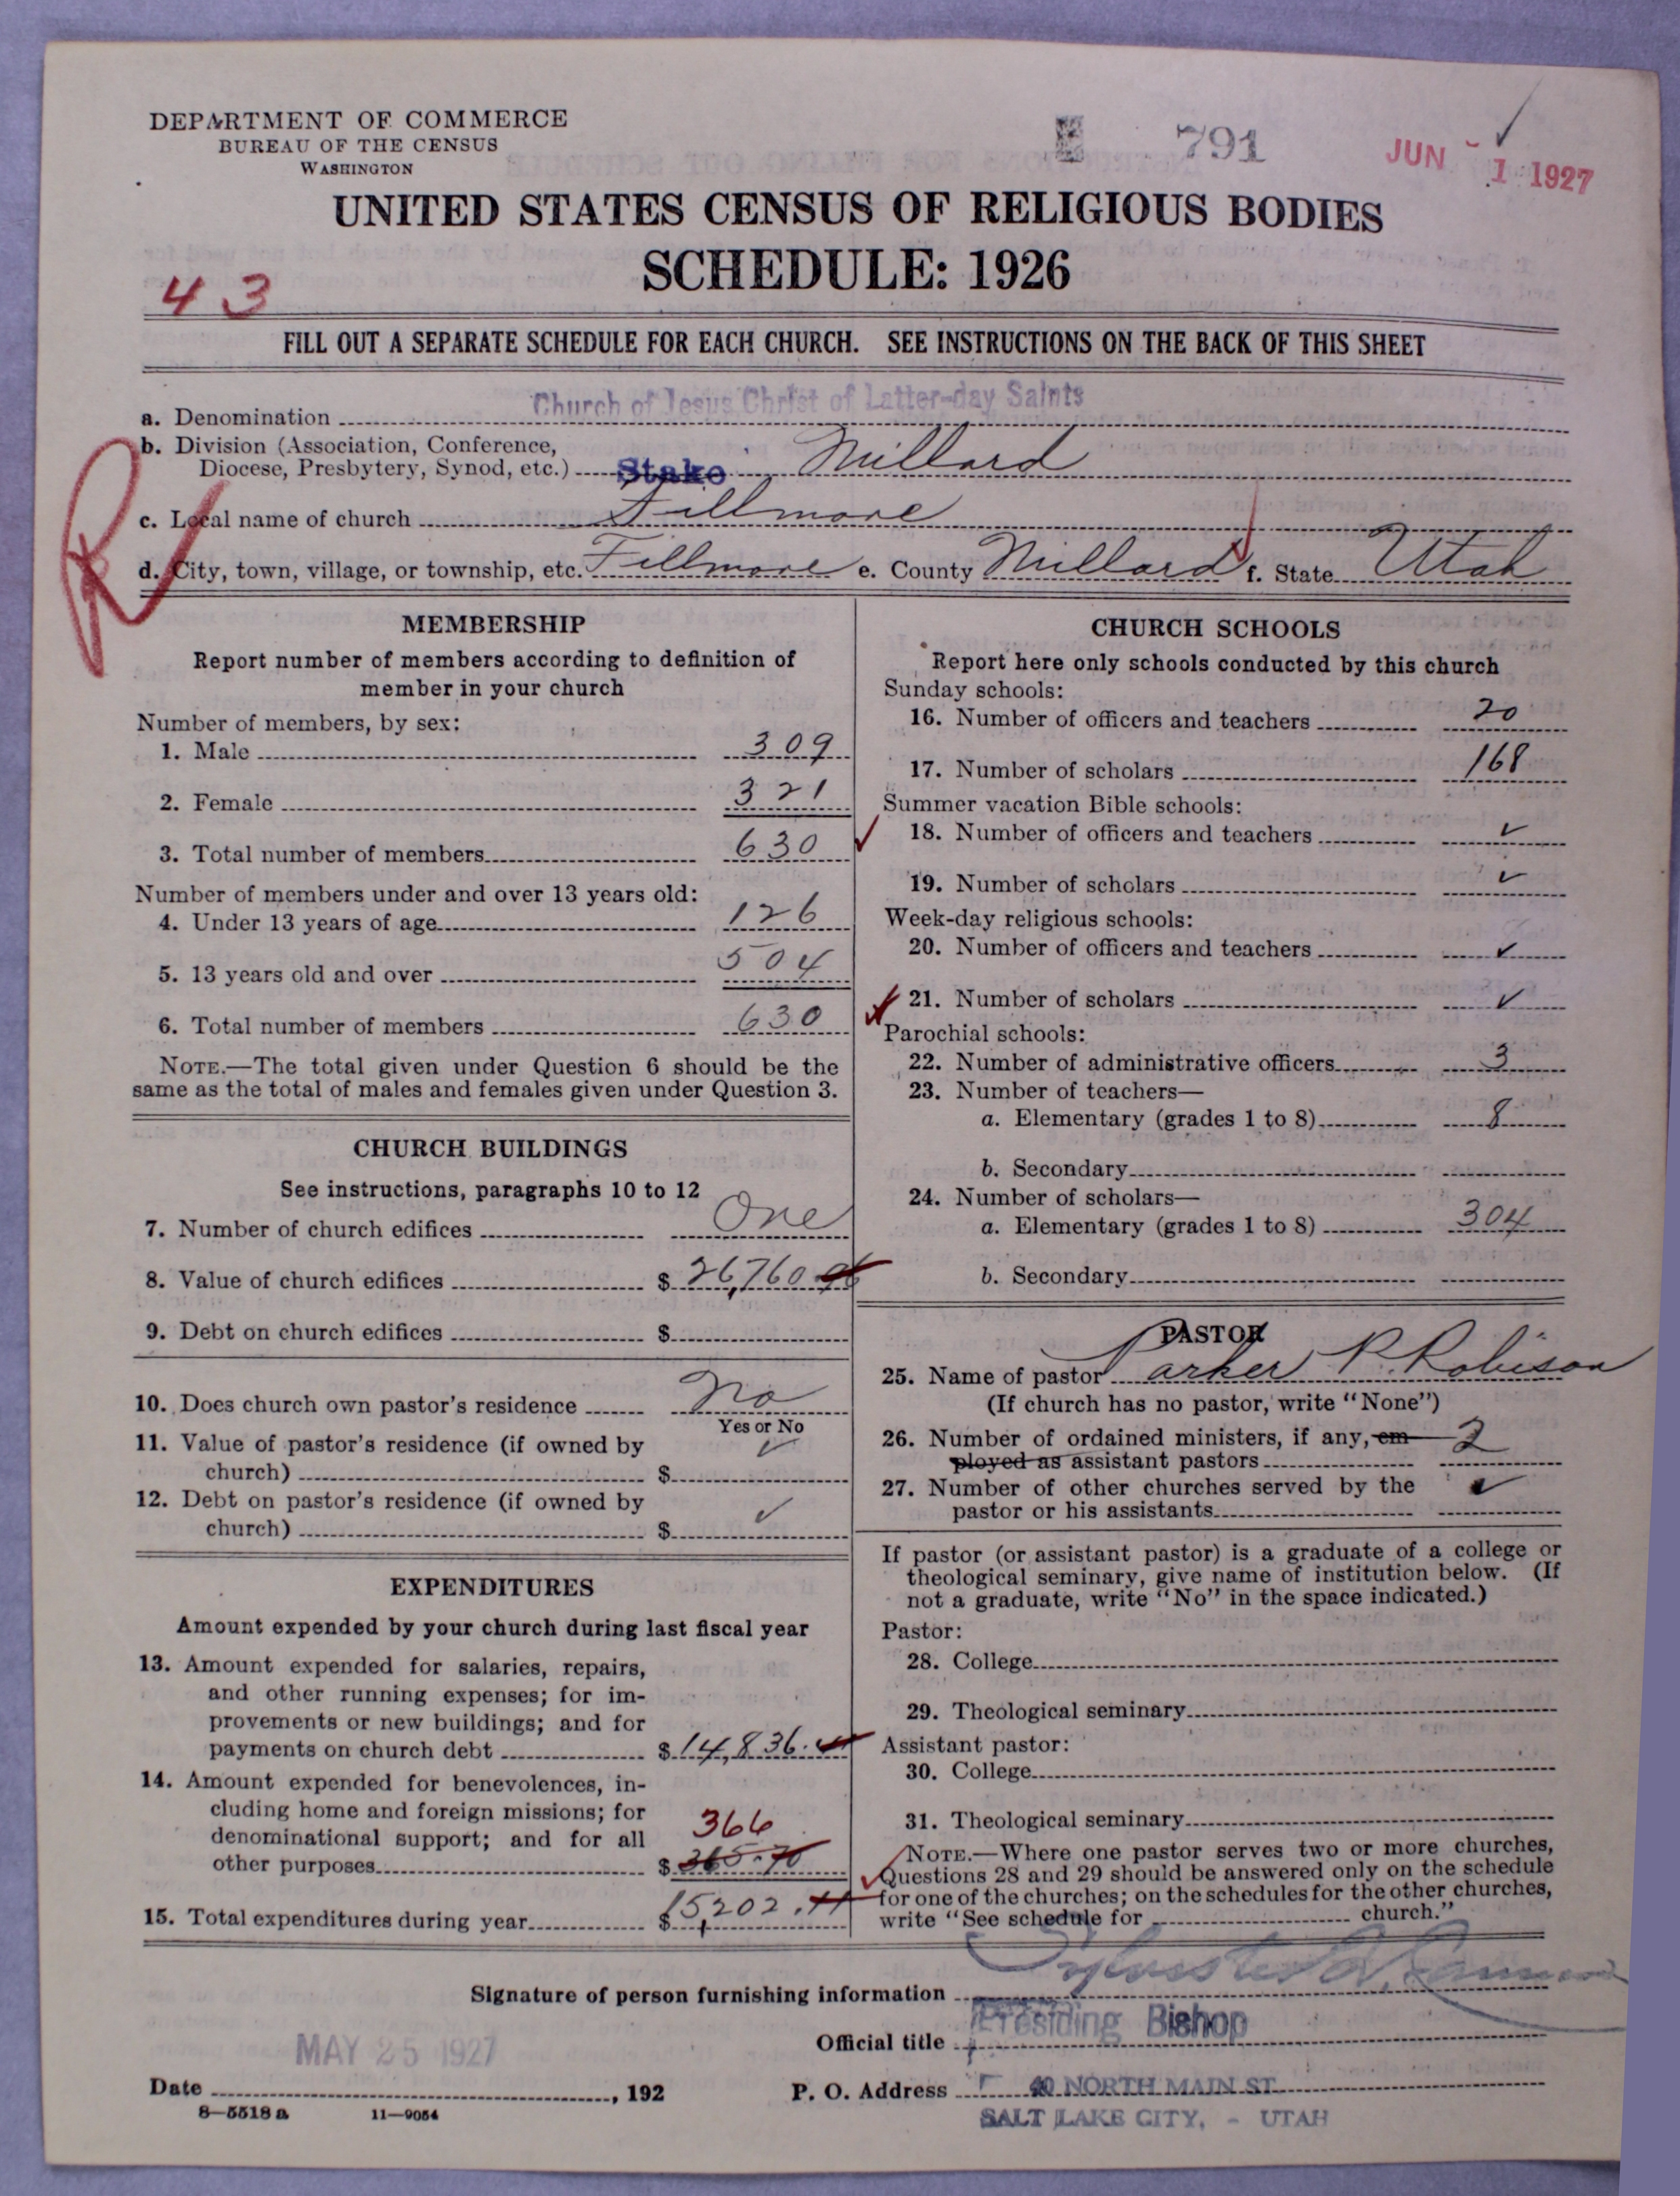 DEPARTMENT OF COMMERCE
BUREAU OF THE CENSUS
WASHINGTON
E 791
JUN - 1 1927
UNITED STATES CENSUS OF RELIGIOUS BODIES
SCHEDULE: 1926
43
FILL OUT A SEPARATE SCHEDULE FOR EACH CHURCH. SEE INSTRUCTIONS ON THE BACK OF THIS SHEET
a. Denomination Church of Jesus Christ of Latter-day Saints
b. Division (Association, Conference,
Diocese, Presbytery, Synod, etc.) Stake Millard
c. Local name of church Fillmore
d. City, town, village, or township, etc. Fillmore e. County Millard f. State Utah
R
MEMBERSHIP
Report number of members according to definition of
member in your church
Number of members, by sex:
1. Male 309
2. Female 321
3. Total number of members 630
Number of members under and over 13 years old:
4. Under 13 years of age 126
5. 13 years old and over 504
6. Total number of members 630
NOTE.—The total given under Question 6 should be the
same as the total of males and females given under Question 3.
CHURCH BUILDINGS
See instructions, paragraphs 10 to 12
7. Number of church edifices One
8. Value of church edifices $ 26,760.96
9. Debt on church edifices $
10. Does church own pastor's residence No
Yes or No
11. Value of pastor's residence (if owned by
church) $ ✓
12. Debt on pastor's residence (if owned by
church) $ ✓
EXPENDITURES
Amount expended by your church during last fiscal year
13. Amount expended for salaries, repairs,
and other running expenses; for im-
provements or new buildings; and for
payments on church debt $ 14,836.
14. Amount expended for benevolences, in-
cluding home and foreign missions; for
denominational support; and for all 366
other purposes $ 365.70
15. Total expenditures during year $ 15,202.11
CHURCH SCHOOLS
Report here only schools conducted by this church
Sunday schools:
16. Number of officers and teachers 20
17. Number of scholars 168
Summer vacation Bible schools:
18. Number of officers and teachers ✓
19. Number of scholars ✓
Week-day religious schools:
20. Number of officers and teachers ✓
21. Number of scholars ✓
Parochial schools:
22. Number of administrative officers 3
23. Number of teachers—
a. Elementary (grades 1 to 8) 8
b. Secondary
24. Number of scholars—
a. Elementary (grades 1 to 8) 304
b. Secondary
PASTOR
25. Name of pastor Parker P. Robison
(If church has no pastor, write "None")
26. Number of ordained ministers, if any, em- 2
ployed as assistant pastors
27. Number of other churches served by the ✓
pastor or his assistants
If pastor (or assistant pastor) is a graduate of a college or
theological seminary, give name of institution below. (If
not a graduate, write "No" in the space indicated.)
Pastor:
28. College
29. Theological seminary
Assistant pastor:
30. College
31. Theological seminary
NOTE.—Where one pastor serves two or more churches,
Questions 28 and 29 should be answered only on the schedule
for one of the churches; on the schedules for the other churches,
write "See schedule for church."
Signature of person furnishing information Sylvester Q. Cannon
Official title Presiding Bishop
MAY 25 1927
Date , 192
P. O. Address 40 NORTH MAIN ST.
SALT LAKE CITY, - UTAH
8—5518 a 11—9054